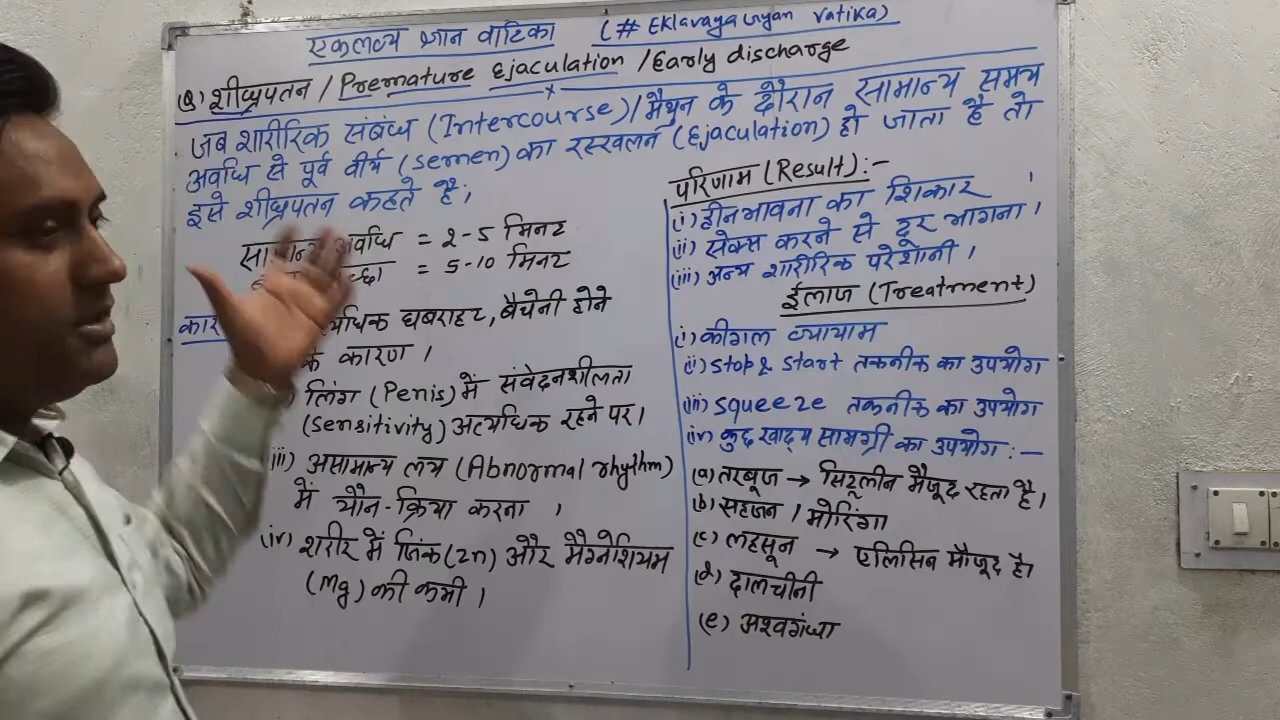 एकलव्य ज्ञान वाटिका (# Eklavaya Gyan Vatika)
(Q) शीघ्रपतन / Premature Ejaculation / Early discharge
जब शारीरिक संबंध (Intercourse) / मैथुन के दौरान सामान्य समय
अवधि से पूर्व वीर्य (semen) का स्खलन (Ejaculation) हो जाता है तो
इसे शीघ्रपतन कहते है;
अवधि = 2-5 मिनट
= 5-10 मिनट
घबराहट, बैचेनी होने
के कारण ।
लिंग (Penis) में संवेदनशीलता
(Sensitivity) अत्यधिक रहने पर।
iii) असामान्य लय (Abnormal rhythm)
में यौन-क्रिया करना ।
(iv) शरीर में जिंक (Zn) और मैग्नेशियम
(Mg) की कमी ।
परिणाम (Result) :-
(i) हीनभावना का शिकार ।
(ii) सेक्स करने से दूर भागना ।
(iii) अन्य शारीरिक परेशानी ।
ईलाज (Treatment)
(i) कीगल व्यायाम
(ii) stop & start तकनीक का उपयोग
(iii) squeeze तकनीक का उपयोग
(iv) कुछ खाद्य सामग्री का उपयोग :-
(a) तरबूज → सिट्रूलीन मैजूद रहता है।
(b) सहजन / मोरिंगा
(c) लहसून → एलिसिन मौजूद है।
(d) दालचीनी
(e) अश्वगंधा